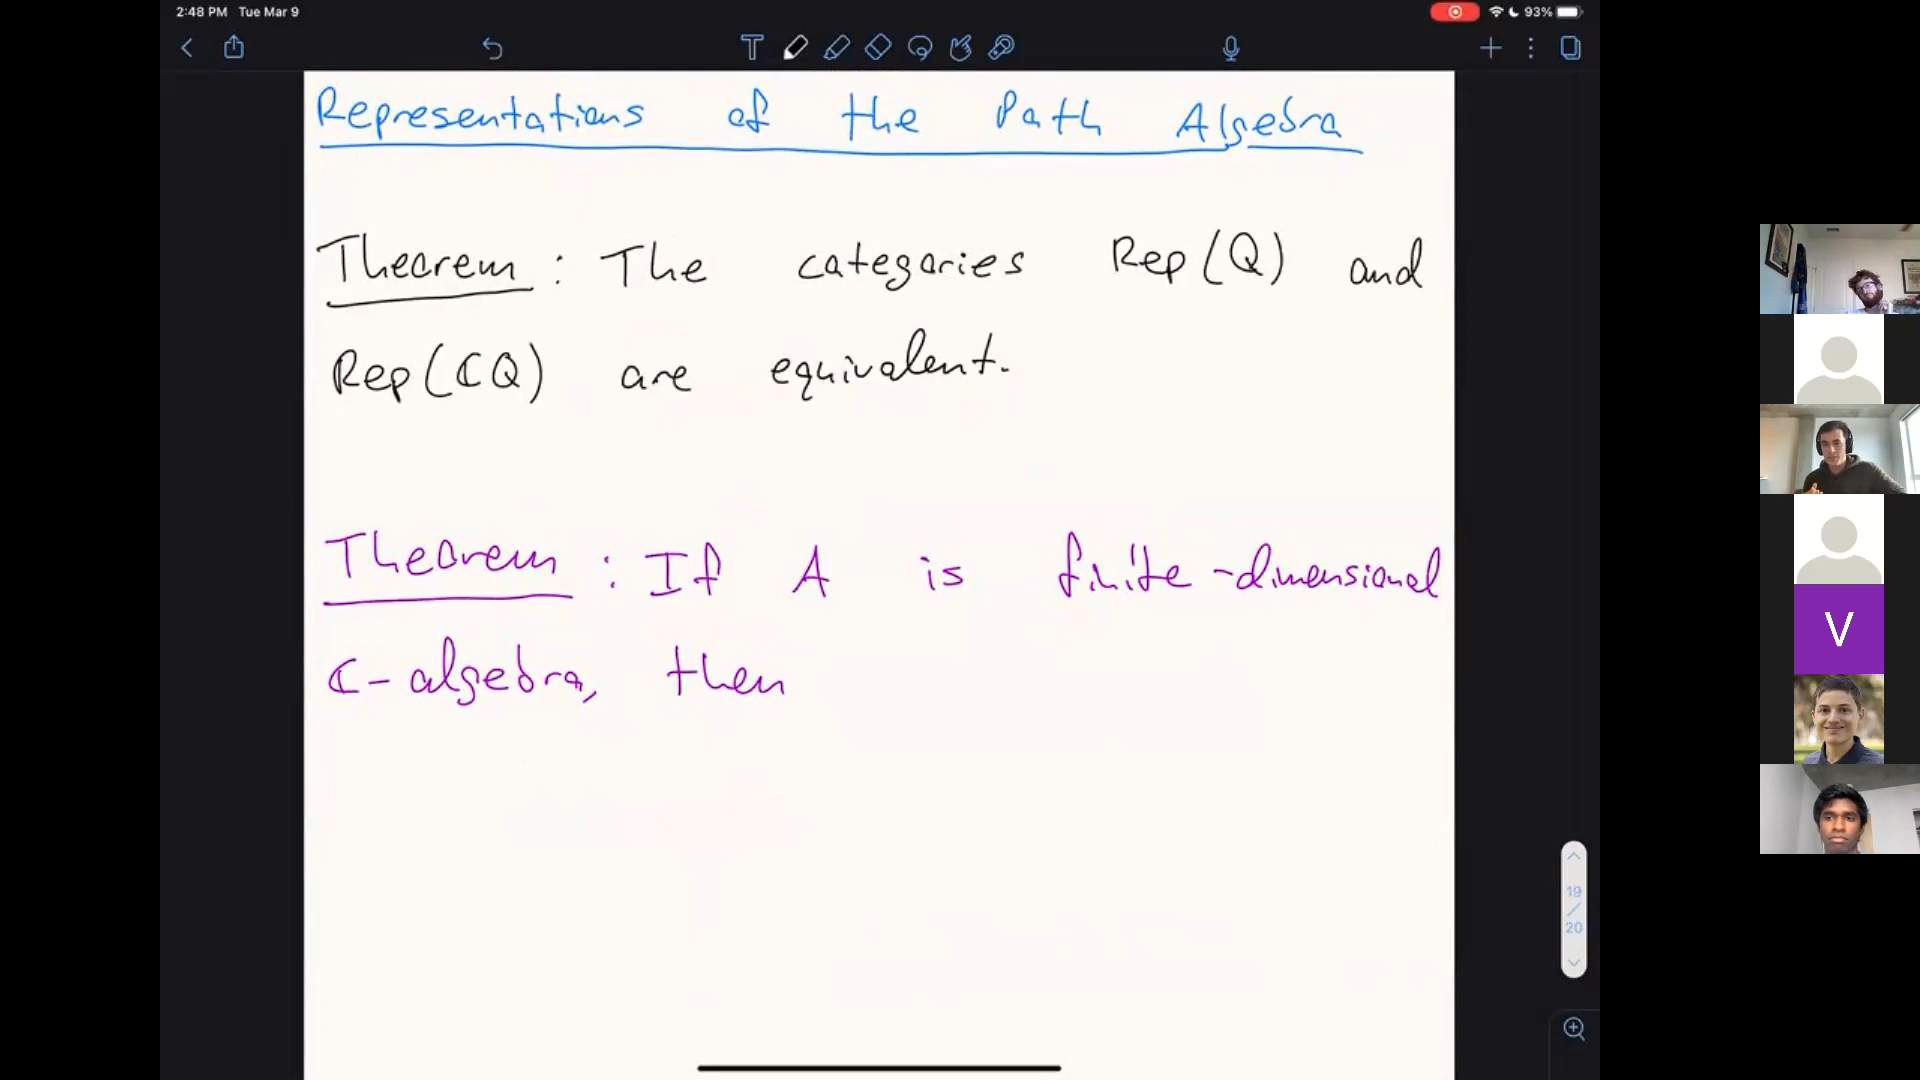 2:48 PM Tue Mar 9
93%
T
Representations of the Path Algebra
Theorem : The categories Rep(Q) and
Rep(ℂQ) are equivalent.
Theorem : If A is finite-dimensional
ℂ-algebra, then
V
19
/
20